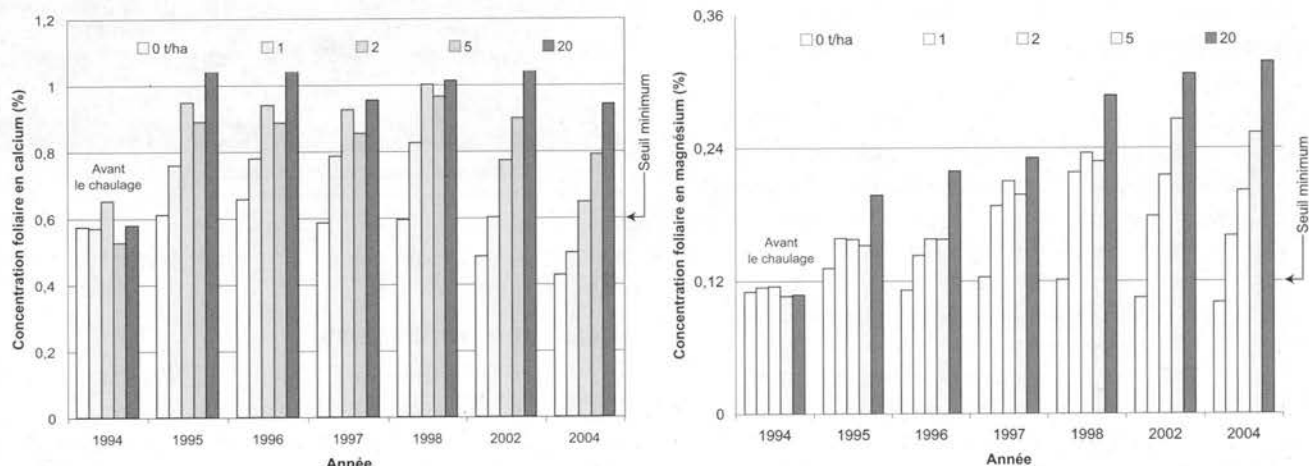 Concentration foliaire en calcium (%)
1,2
1
0,8
0,6
0,4
0,2
0
0 t/ha 1 2 5 20
Avant
le chaulage
Seuil minimum
1994 1995 1996 1997 1998 2002 2004
Année
Concentration foliaire en magnésium (%)
0,36
0,24
0,12
0
0 t/ha 1 2 5 20
Avant
le chaulage
Seuil minimum
1994 1995 1996 1997 1998 2002 2004
Année